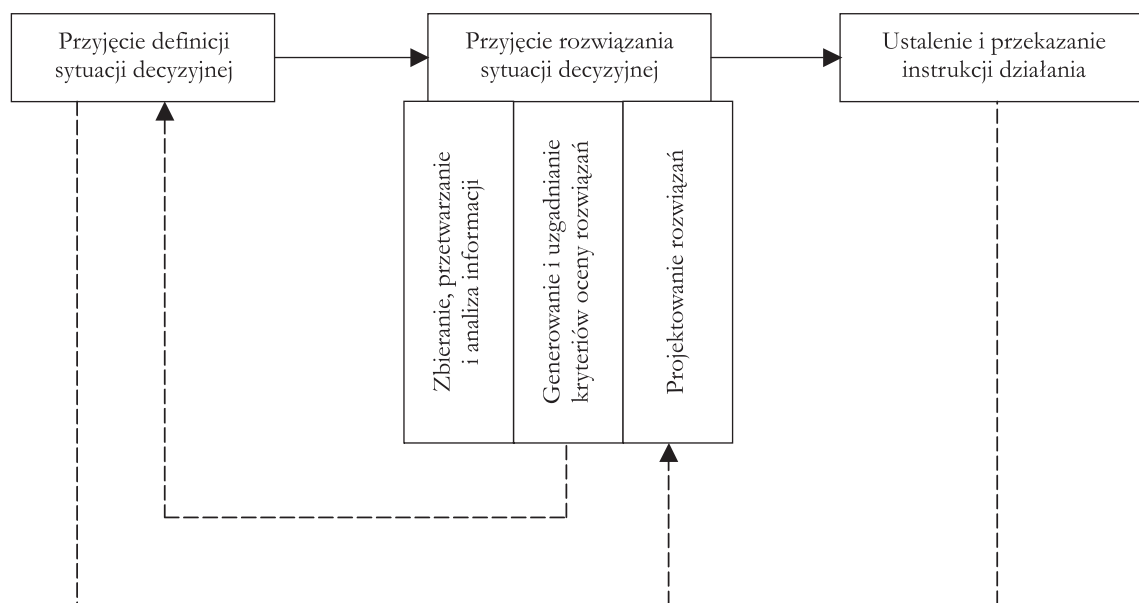 Przyjęcie definicji
sytuacji decyzyjnej
Przyjęcie rozwiązania
sytuacji decyzyjnej
Ustalenie i przekazanie
instrukcji działania
Zbieranie, przetwarzanie
i analiza informacji
Generowanie i uzgadnianie
kryteriów oceny rozwiązań
Projektowanie rozwiązań